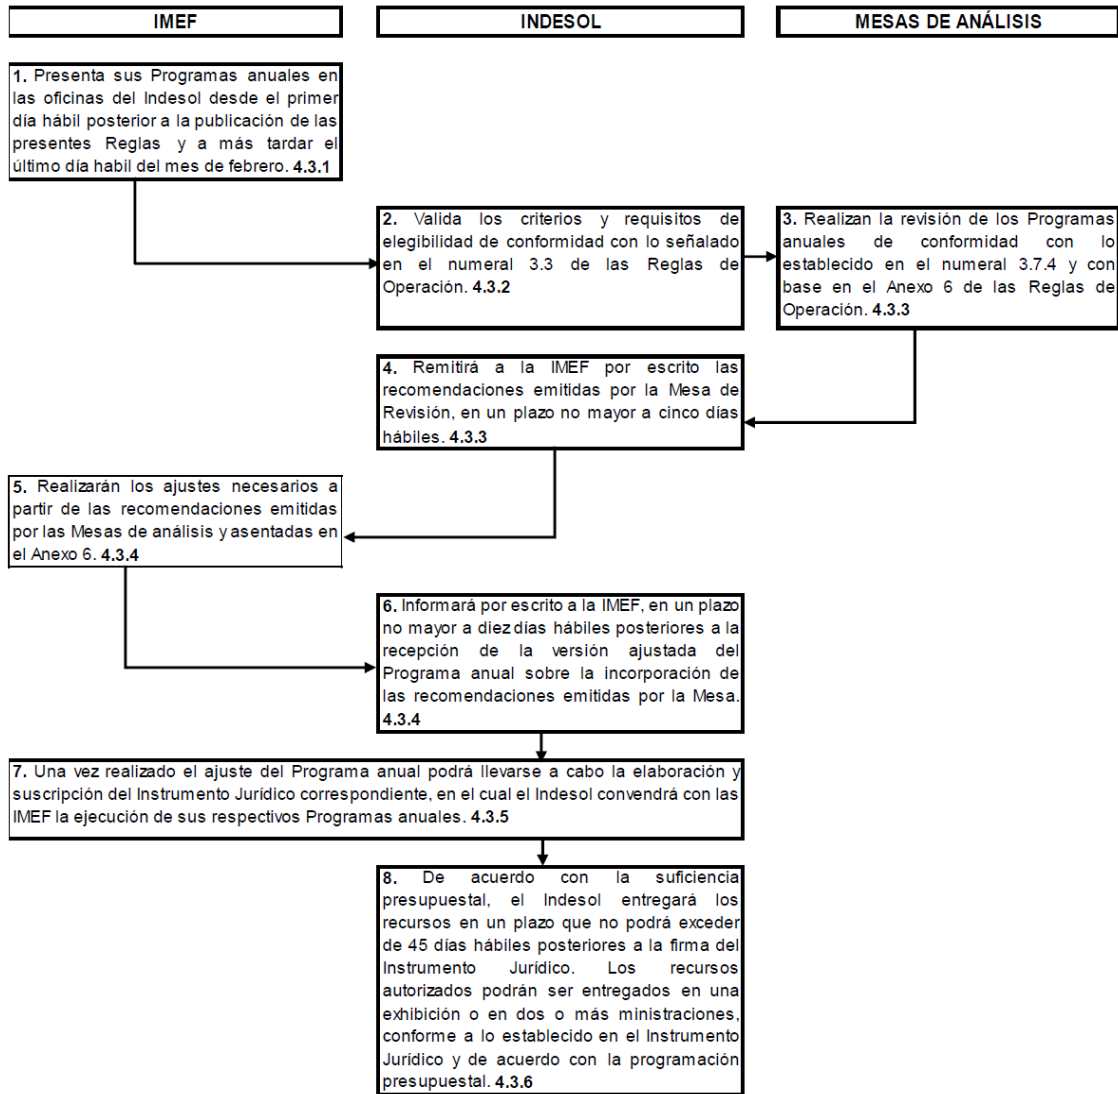 IMEF
INDESOL
MESAS DE ANÁLISIS
1. Presenta sus Programas anuales en
las oficinas del Indesol desde el primer
día hábil posterior a la publicación de las
presentes Reglas y a más tardar el
último día habil del mes de febrero. 4.3.1
2. Valida los criterios y requisitos de
elegibilidad de conformidad con lo señalado
en el numeral 3.3 de las Reglas de
Operación. 4.3.2
3. Realizan la revisión de los Programas
anuales de conformidad con lo
establecido en el numeral 3.7.4 y con
base en el Anexo 6 de las Reglas de
Operación. 4.3.3
4. Remitirá a la IMEF por escrito las
recomendaciones emitidas por la Mesa de
Revisión, en un plazo no mayor a cinco días
hábiles. 4.3.3
5. Realizarán los ajustes necesarios a
partir de las recomendaciones emitidas
por las Mesas de análisis y asentadas en
el Anexo 6. 4.3.4
6. Informará por escrito a la IMEF, en un plazo
no mayor a diez días hábiles posteriores a la
recepción de la versión ajustada del
Programa anual sobre la incorporación de
las recomendaciones emitidas por la Mesa.
4.3.4
7. Una vez realizado el ajuste del Programa anual podrá llevarse a cabo la elaboración y
suscripción del Instrumento Jurídico correspondiente, en el cual el Indesol convendrá con las
IMEF la ejecución de sus respectivos Programas anuales. 4.3.5
8. De acuerdo con la suficiencia
presupuestal, el Indesol entregará los
recursos en un plazo que no podrá exceder
de 45 días hábiles posteriores a la firma del
Instrumento Jurídico. Los recursos
autorizados podrán ser entregados en una
exhibición o en dos o más ministraciones,
conforme a lo establecido en el Instrumento
Jurídico y de acuerdo con la programación
presupuestal. 4.3.6